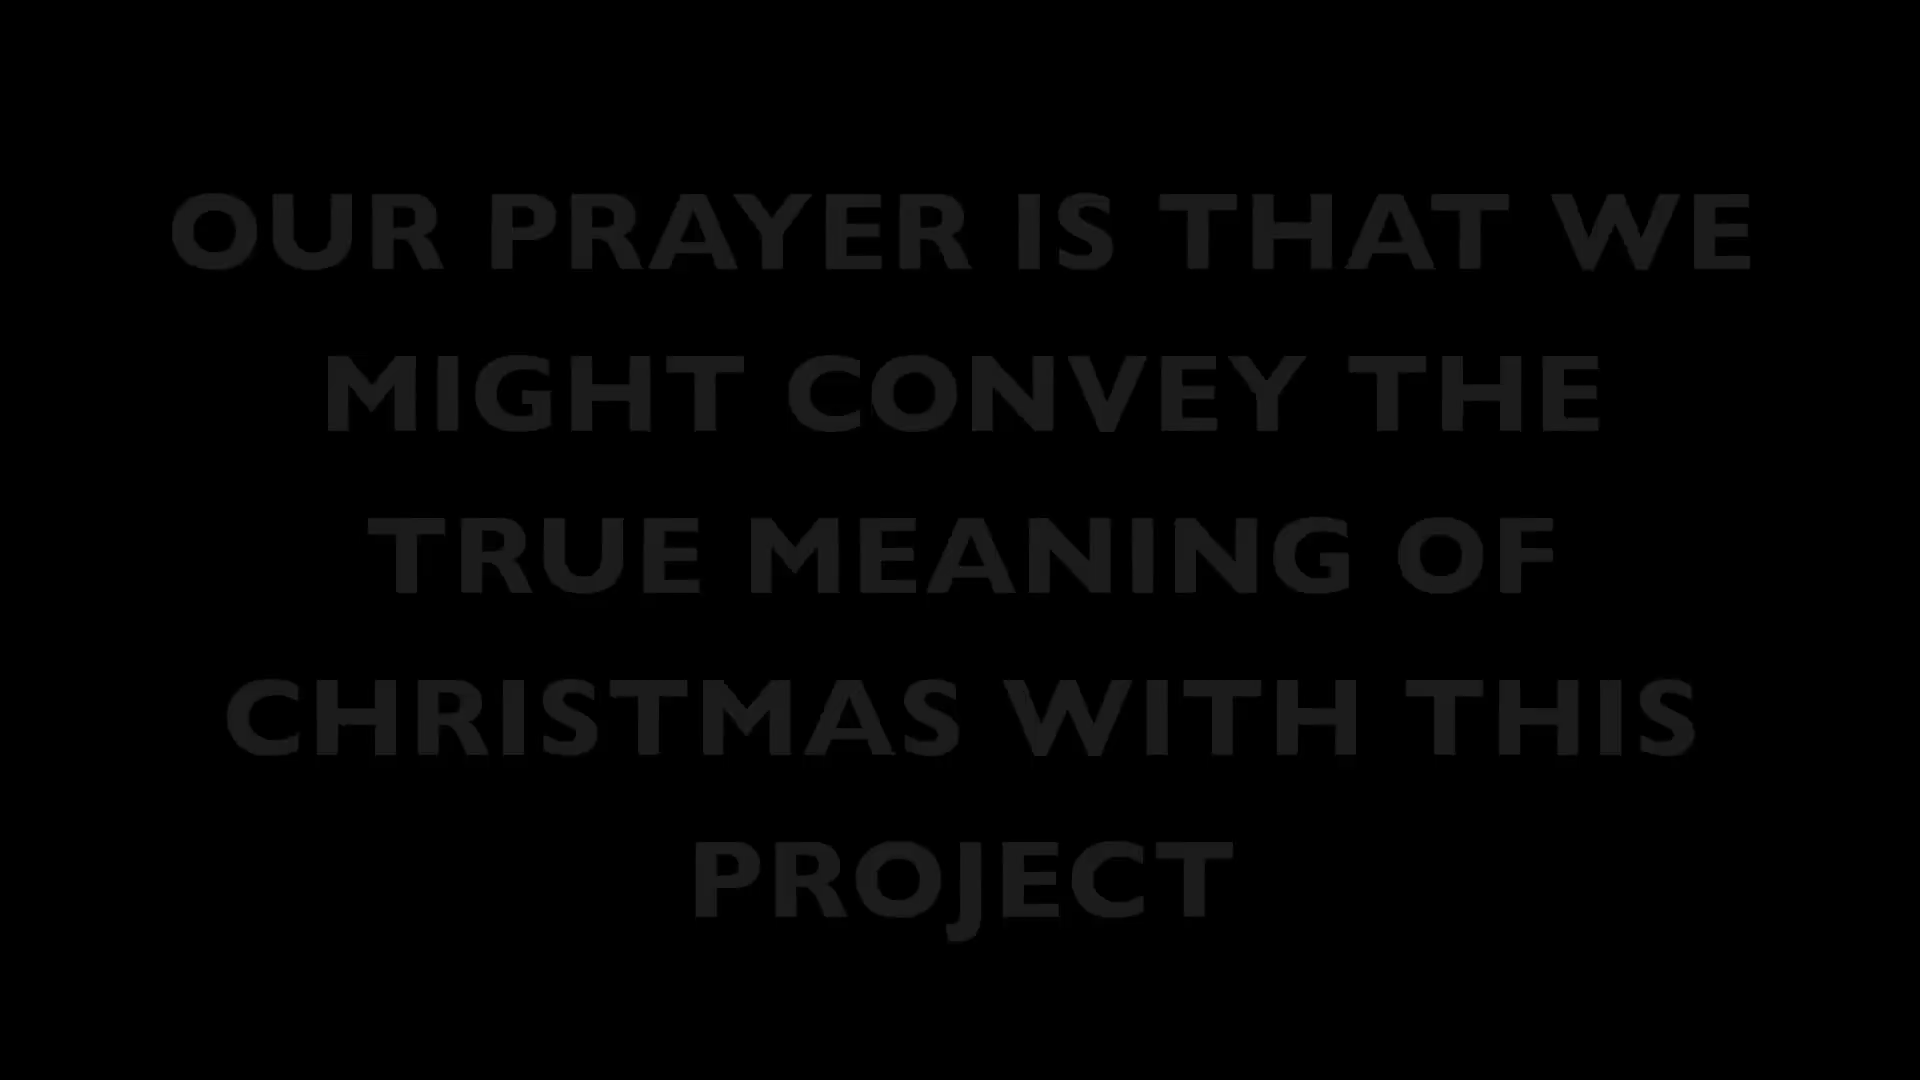 OUR PRAYER IS THAT WE
MIGHT CONVEY THE
TRUE MEANING OF
CHRISTMAS WITH THIS
PROJECT